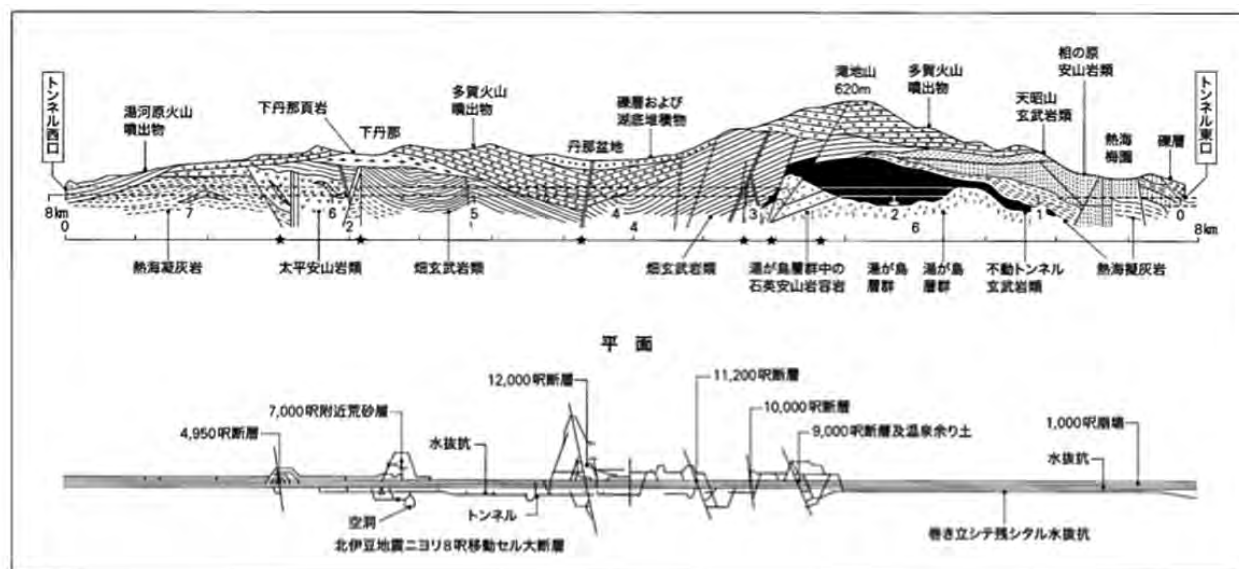 トンネル西口
湯河原火山
噴出物
下丹那頁岩
下丹那
多賀火山
噴出物
丹那盆地
礫層および
湖底堆積物
滝地山
620m
多賀火山
噴出物
相の原
安山岩類
天昭山
玄武岩類
熱海
梅園
礫層
トンネル東口
8km 7 6 5 4 3 2 1 0
0 2 4 6 8km
熱海凝灰岩
太平安山岩類
畑玄武岩類
畑玄武岩類
湯が島層群中の
石英安山岩容岩
湯が島
層群
湯が島
層群
不動トンネル
玄武岩類
熱海擬灰岩
平面
4,950呎断層
7,000呎附近荒砂層
水抜抗
12,000呎断層
11,200呎断層
10,000呎断層
9,000呎断層及温泉余り土
1,000呎崩壊
水抜抗
空洞
トンネル
北伊豆地震ニヨリ8呎移動セル大断層
巻き立シテ残シタル水抜抗